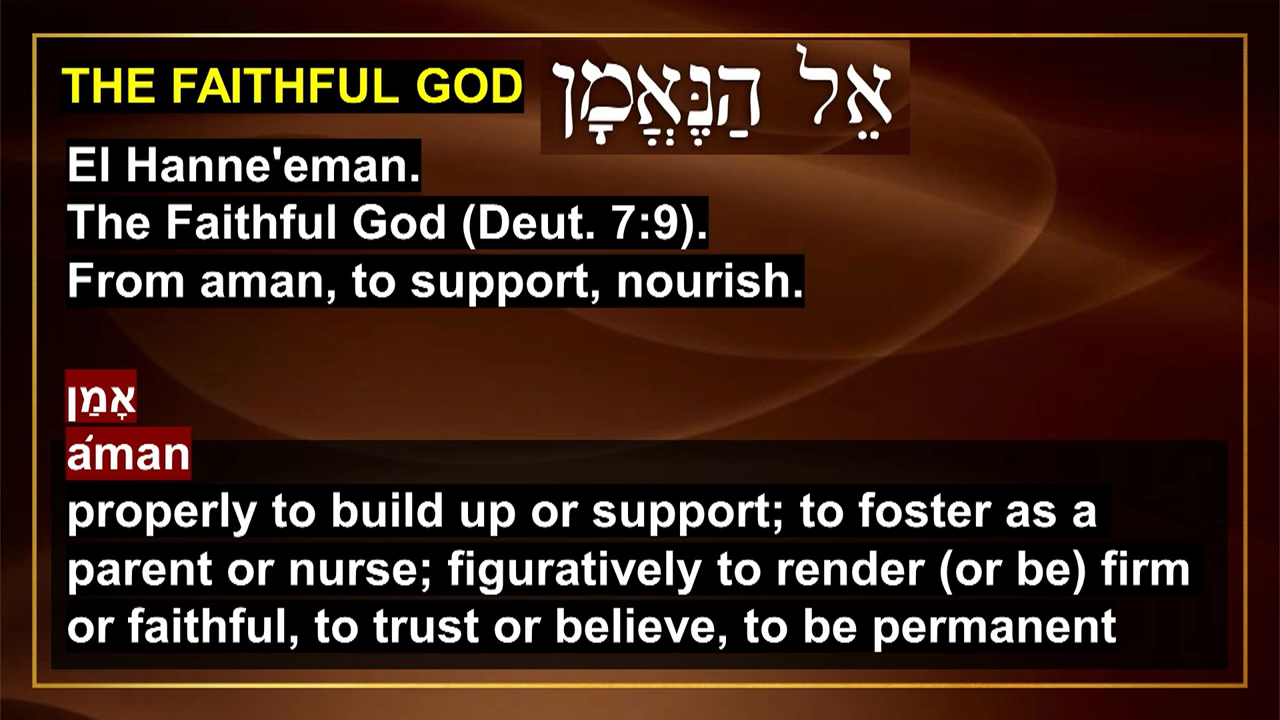 THE FAITHFUL GOD אֵל הַנֶּאֱמָן
El Hanne'eman.
The Faithful God (Deut. 7:9).
From aman, to support, nourish.
אָמַן
a´man
properly to build up or support; to foster as a
parent or nurse; figuratively to render (or be) firm
or faithful, to trust or believe, to be permanent